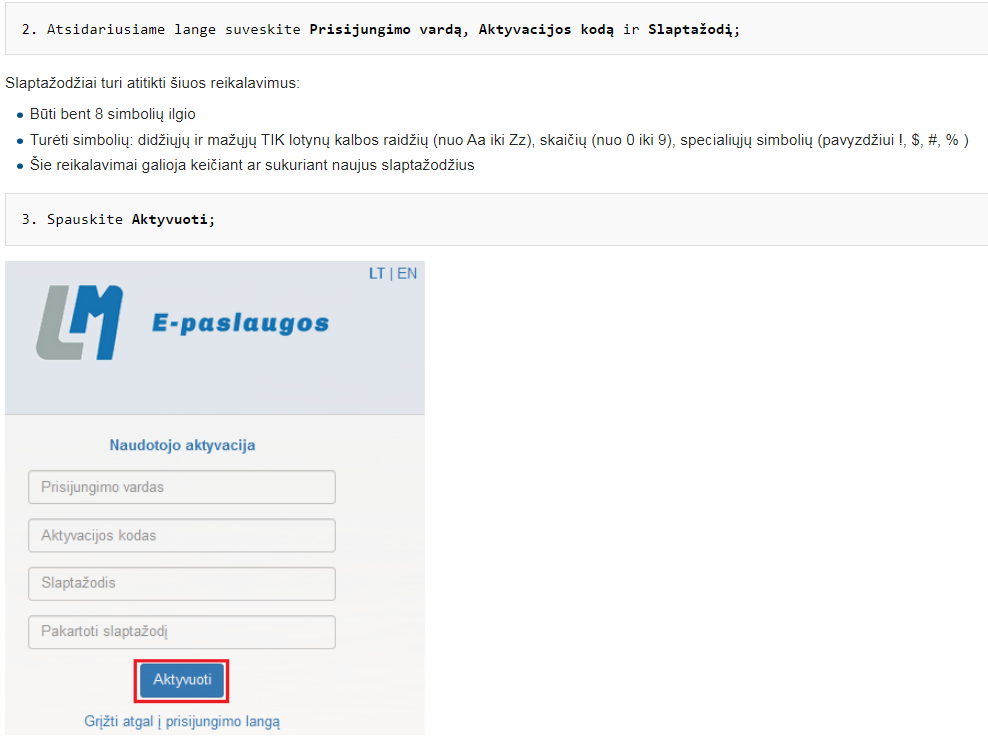 2. Atsidariusiame lange suveskite Prisijungimo vardą, Aktyvacijos kodą ir Slaptažodį;
Slaptažodžiai turi atitikti šiuos reikalavimus:
• Būti bent 8 simbolių ilgio
• Turėti simbolių: didžiųjų ir mažųjų TIK lotynų kalbos raidžių (nuo Aa iki Zz), skaičių (nuo 0 iki 9), specialiųjų simbolių (pavyzdžiui !, $, #, % )
• Šie reikalavimai galioja keičiant ar sukuriant naujus slaptažodžius
3. Spauskite Aktyvuoti;
LT | EN
LM E-paslaugos
Naudotojo aktyvacija
Prisijungimo vardas
Aktyvacijos kodas
Slaptažodis
Pakartoti slaptažodį
Aktyvuoti
Grįžti atgal į prisijungimo langą